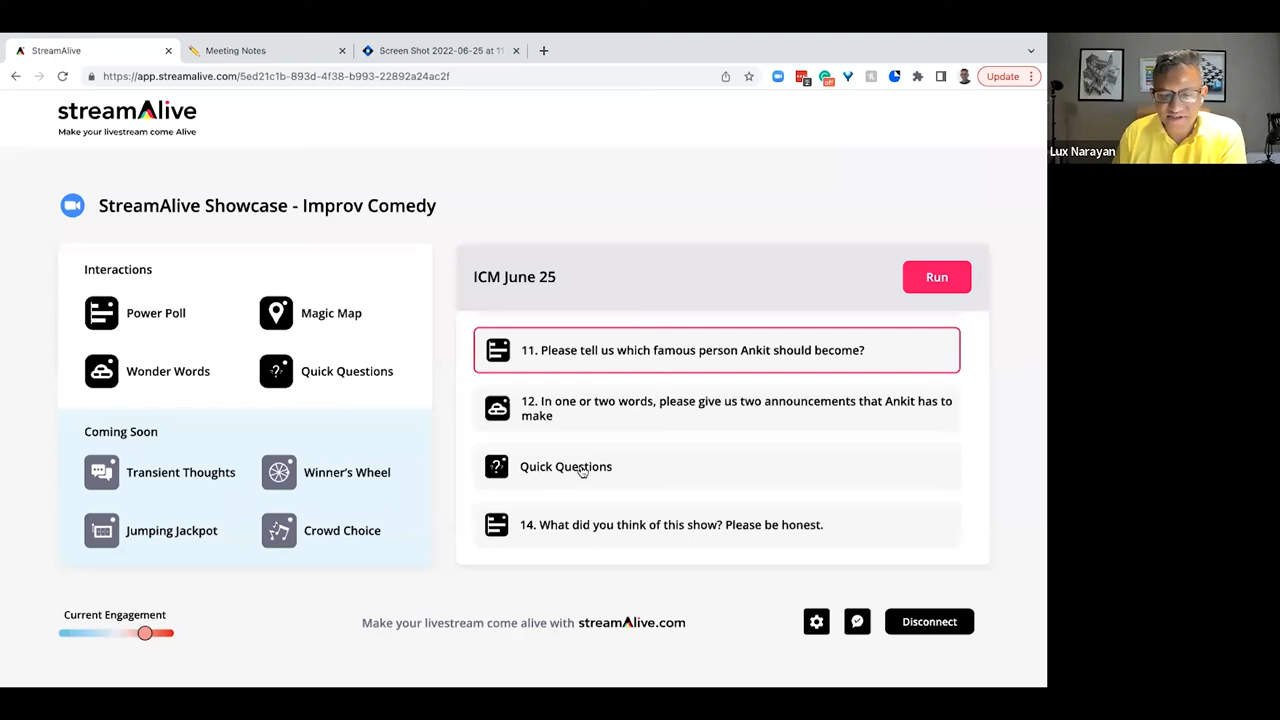 StreamAlive
Meeting Notes
Screen Shot 2022-06-25 at 11
https://app.streamalive.com/5ed21c1b-893d-4f38-b993-22892a24ac2f
2
off
Update
streamAlive
Make your livestream come Alive
Lux Narayan
StreamAlive Showcase - Improv Comedy
Interactions
Power Poll
Magic Map
Wonder Words
Quick Questions
Coming Soon
Transient Thoughts
Winner's Wheel
Jumping Jackpot
Crowd Choice
ICM June 25
Run
11. Please tell us which famous person Ankit should become?
12. In one or two words, please give us two announcements that Ankit has to
make
Quick Questions
14. What did you think of this show? Please be honest.
Current Engagement
Make your livestream come alive with streamAlive.com
Disconnect